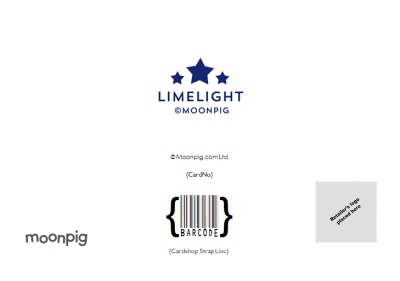 LIMELIGHT
©MOONPIG
©Moonpig.com Ltd.
{CardNo}
{BARCODE}
{Cardshop Strap Line}
moonpig
Retailer's logo
placed here